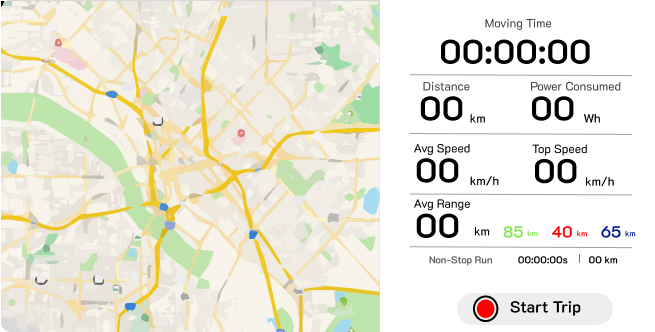 Moving Time
00:00:00
Distance Power Consumed
00 km 00 Wh
Avg Speed Top Speed
00 km/h 00 km/h
Avg Range
00 km 85 km 40 km 65 km
Non-Stop Run 00:00:00s 00 km
Start Trip